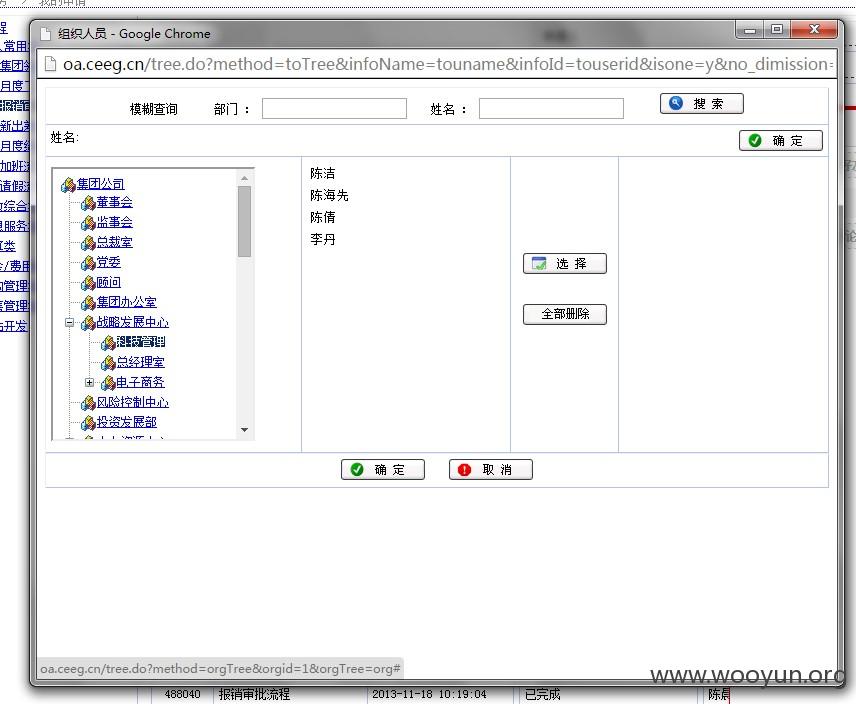 我的申请
组织人员 - Google Chrome
oa.ceeg.cn/tree.do?method=toTree&infoName=touname&infoId=touserid&isone=y&no_dimission=
模糊查询 部门： 姓名： 搜 索
姓名: 确 定
集团公司
董事会
监事会
总裁室
党委
顾问
集团办公室
战略发展中心
科技管理
总经理室
电子商务
风险控制中心
投资发展部
陈洁
陈海先
陈倩
李丹
选 择
全部删除
确 定 取 消
oa.ceeg.cn/tree.do?method=orgTree&orgid=1&orgTree=org#
www.wooyun.org
488040 报销审批流程 2013-11-18 10:19:04 已完成 陈晨